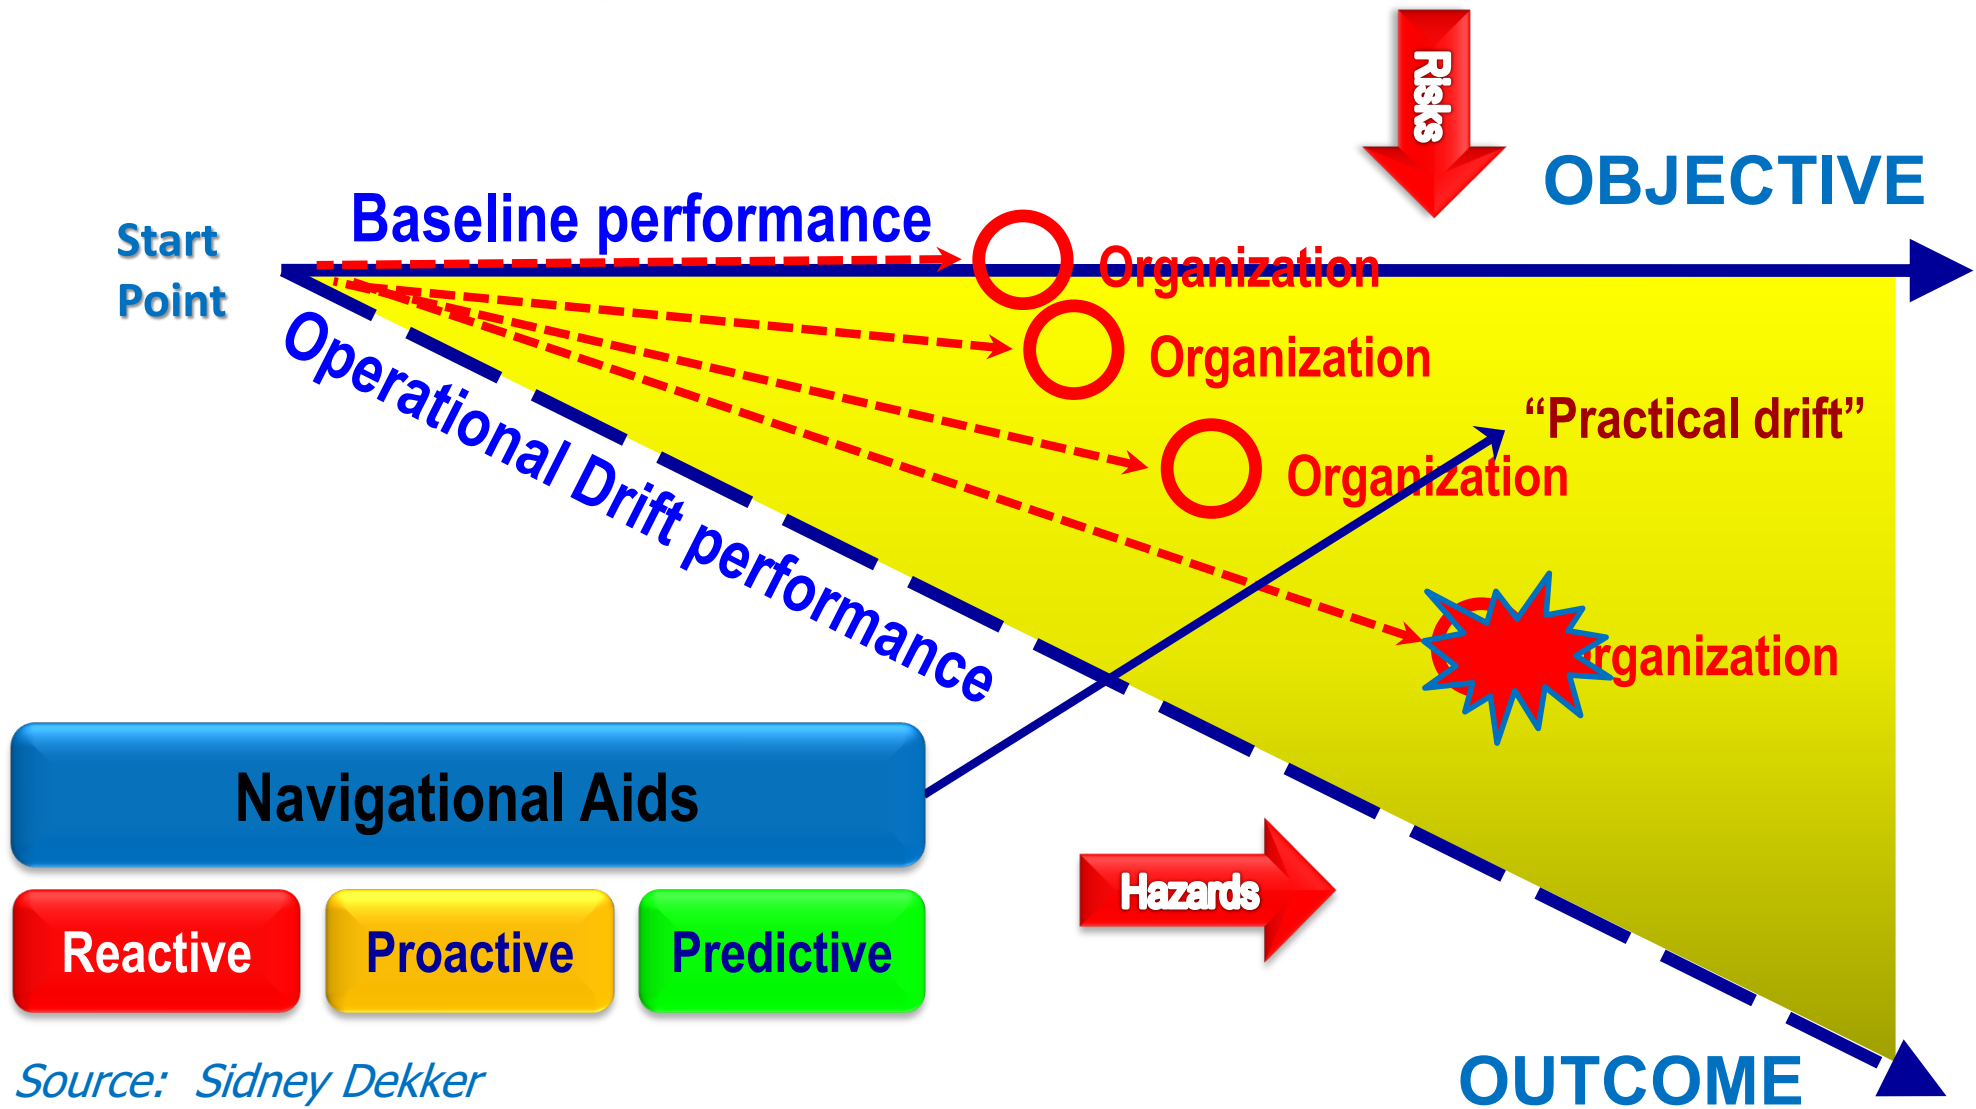 Risks
OBJECTIVE
Baseline performance
Start
Point
Organization
Organization
“Practical drift”
Organization
Operational Drift performance
rganization
Navigational Aids
Hazards
Reactive
Proactive
Predictive
Source: Sidney Dekker
OUTCOME